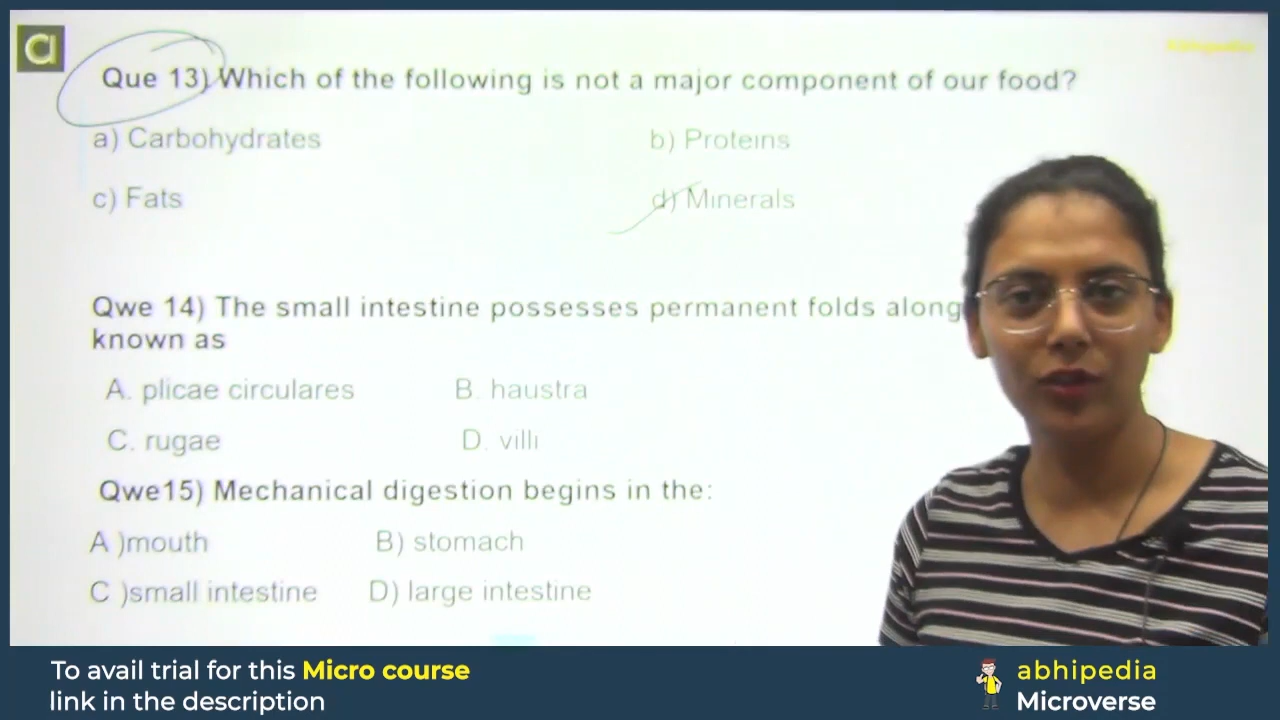 Abhipedia
Que 13) Which of the following is not a major component of our food?
a) Carbohydrates b) Proteins
c) Fats d) Minerals
Qwe 14) The small intestine possesses permanent folds along
known as
A. plicae circulares B. haustra
C. rugae D. villi
Qwe15) Mechanical digestion begins in the:
A )mouth B) stomach
C )small intestine D) large intestine
To avail trial for this Micro course
link in the description
abhipedia
Microverse